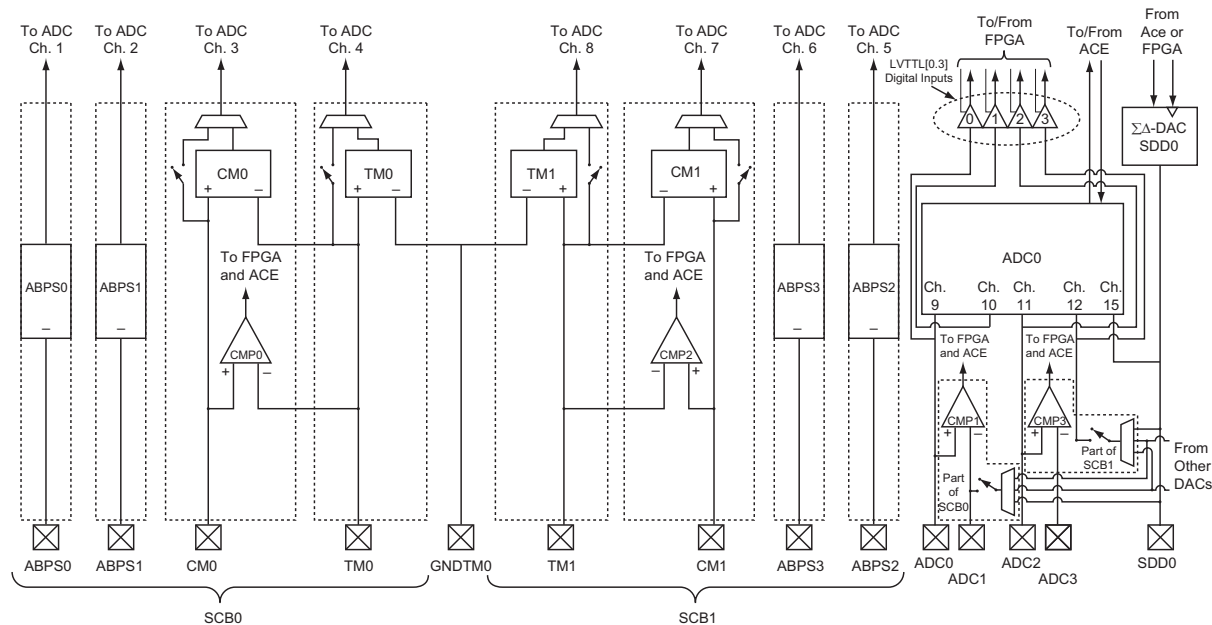 To ADC
Ch. 1
To ADC
Ch. 2
To ADC
Ch. 3
To ADC
Ch. 4
To ADC
Ch. 8
To ADC
Ch. 7
To ADC
Ch. 6
To ADC
Ch. 5
To/From
FPGA
To/From
ACE
From
Ace or
FPGA
LVTTL[0.3]
Digital Inputs
0
1
2
3
ΣΔ-DAC
SDD0
CM0
+
–
TM0
+
–
TM1
–
+
CM1
–
+
ABPS0
–
ABPS1
–
To FPGA
and ACE
CMP0
+
–
To FPGA
and ACE
CMP2
–
+
ABPS3
–
ABPS2
–
ADC0
Ch.
9
Ch.
10
Ch.
11
Ch.
12
Ch.
15
To FPGA
and ACE
To FPGA
and ACE
CMP1
+
–
CMP3
+
–
Part of
SCB1
Part
of
SCB0
From
Other
DACs
ABPS0
ABPS1
CM0
TM0
GNDTM0
TM1
CM1
ABPS3
ABPS2
ADC0
ADC1
ADC2
ADC3
SDD0
SCB0
SCB1